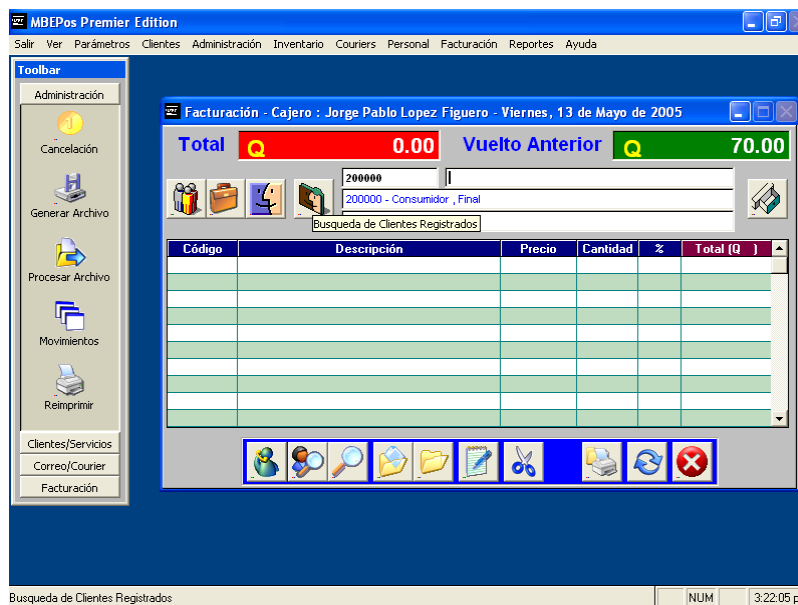 MBEPos Premier Edition
Salir Ver Parámetros Clientes Administración Inventario Couriers Personal Facturación Reportes Ayuda
Toolbar
Administración
Cancelación
Generar Archivo
Procesar Archivo
Movimientos
Reimprimir
Clientes/Servicios
Correo/Courier
Facturación
Facturación - Cajero : Jorge Pablo Lopez Figuero - Viernes, 13 de Mayo de 2005
Total Q 0.00 Vuelto Anterior Q 70.00
200000
200000 - Consumidor , Final
Busqueda de Clientes Registrados
Código Descripción Precio Cantidad % Total (Q )
Busqueda de Clientes Registrados NUM 3:22:05 p